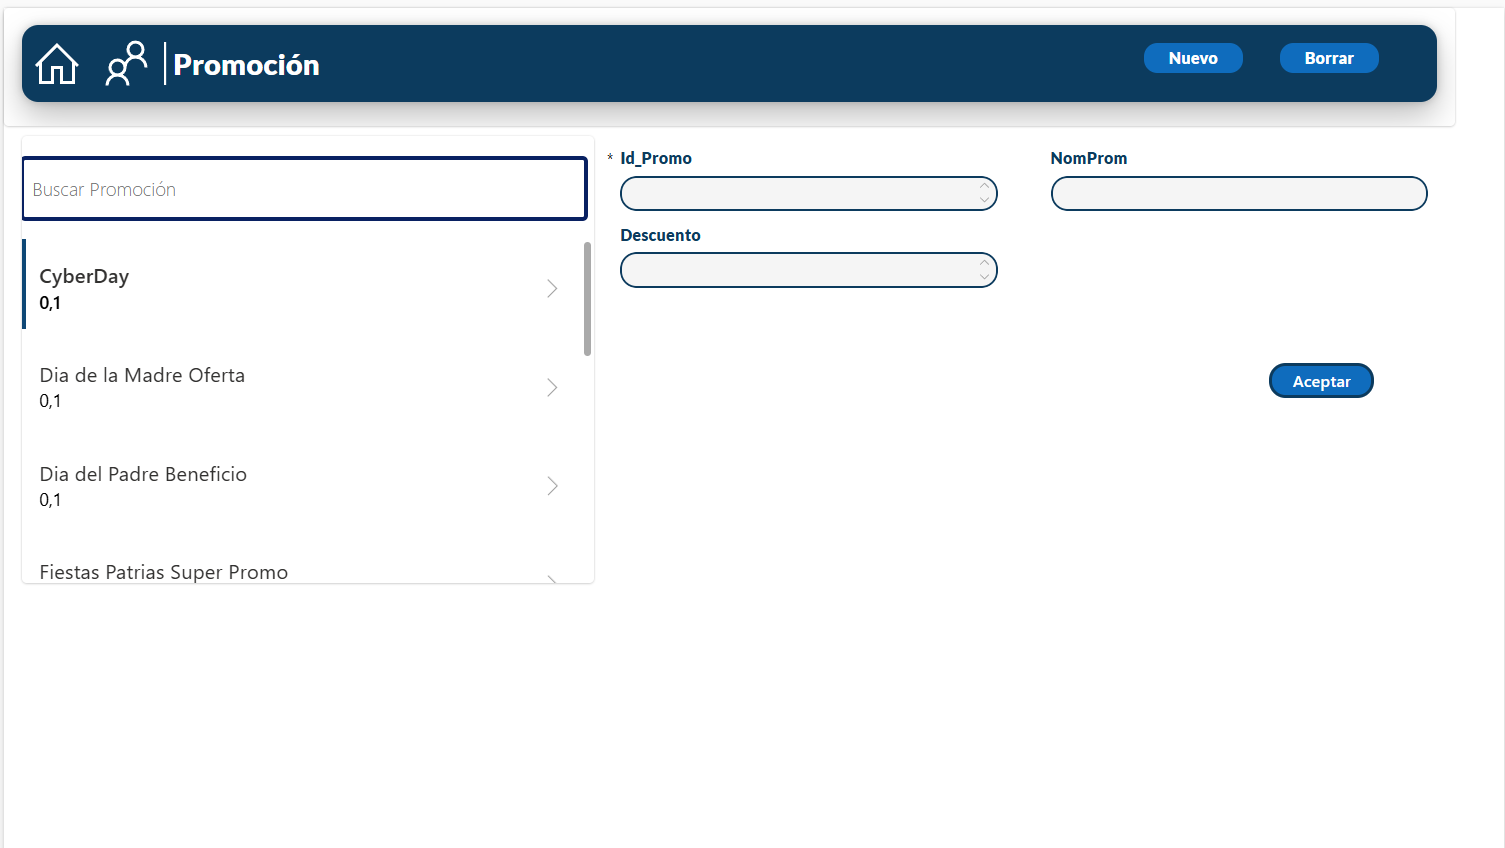 Promoción
Nuevo
Borrar
Buscar Promoción
CyberDay
0,1
Dia de la Madre Oferta
0,1
Dia del Padre Beneficio
0,1
Fiestas Patrias Super Promo
* Id_Promo
NomProm
Descuento
Aceptar